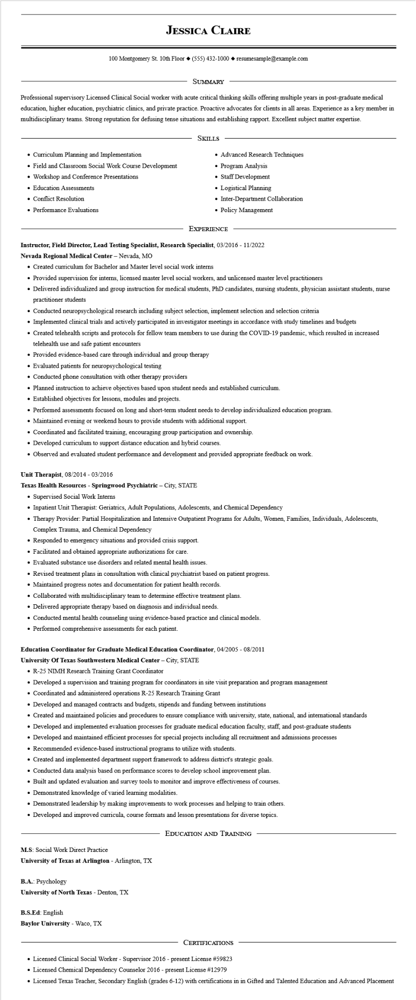 Jessica Claire
100 Montgomery St. 10th Floor ◆ (555) 432-1000 ◆ resumesample@example.com
Summary
Professional supervisory Licensed Clinical Social worker with acute critical thinking skills offering multiple years in post-graduate medical
education, higher education, psychiatric clinics, and private practice. Proactive advocates for clients in all areas. Experience as a key member in
multidisciplinary teams. Strong reputation for defusing tense situations and establishing rapport. Excellent subject matter expertise.
Skills
• Curriculum Planning and Implementation
• Field and Classroom Social Work Course Development
• Workshop and Conference Presentations
• Education Assessments
• Conflict Resolution
• Performance Evaluations
• Advanced Research Techniques
• Program Analysis
• Staff Development
• Logistical Planning
• Inter-Department Collaboration
• Policy Management
Experience
Instructor, Field Director, Lead Testing Specialist, Research Specialist, 03/2016 - 11/2022
Nevada Regional Medical Center – Nevada, MO
• Created curriculum for Bachelor and Master level social work interns
• Provided supervision for interns, licensed master level social workers, and unlicensed master level practitioners
• Delivered individualized and group instruction for medical students, PhD candidates, nursing students, physician assistant students, nurse
practitioner students
• Conducted neuropsychological research including subject selection, implement selection and selection criteria
• Implemented clinical trials and actively participated in investigator meetings in accordance with study timelines and budgets
• Created telehealth scripts and protocols for fellow team members to use during the COVID-19 pandemic, which resulted in increased
telehealth use and safe patient encounters
• Provided evidence-based care through individual and group therapy
• Evaluated patients for neuropsychological testing
• Conducted phone consultation with other therapy providers
• Planned instruction to achieve objectives based upon student needs and established curriculum.
• Established objectives for lessons, modules and projects.
• Performed assessments focused on long and short-term student needs to develop individualized education program.
• Maintained evening or weekend hours to provide students with additional support.
• Coordinated and facilitated training, encouraging group participation and ownership.
• Developed curriculum to support distance education and hybrid courses.
• Observed and evaluated student performance and development and provided appropriate feedback on work.
Unit Therapist, 08/2014 - 03/2016
Texas Health Resources - Springwood Psychiatric – City, STATE
• Supervised Social Work Interns
• Inpatient Unit Therapist: Geriatrics, Adult Populations, Adolescents, and Chemical Dependency
• Therapy Provider: Partial Hospitalization and Intensive Outpatient Programs for Adults, Women, Families, Individuals, Adolescents,
Complex Trauma, and Chemical Dependency
• Responded to emergency situations and provided crisis support.
• Facilitated and obtained appropriate authorizations for care.
• Evaluated substance use disorders and related mental health issues.
• Revised treatment plans in consultation with clinical psychiatrist based on patient progress.
• Maintained progress notes and documentation for patient health records.
• Collaborated with multidisciplinary team to determine effective treatment plans.
• Delivered appropriate therapy based on diagnosis and individual needs.
• Conducted mental health counseling using evidence-based practice and clinical models.
• Performed comprehensive assessments for each patient.
Education Coordinator for Graduate Medical Education Coordinator, 04/2005 - 08/2011
University Of Texas Southwestern Medical Center – City, STATE
• R-25 NIMH Research Training Grant Coordinator
• Developed a supervision and training program for coordinators in site visit preparation and program management
• Coordinated and administered operations R-25 Research Training Grant
• Developed and managed contracts and budgets, stipends and funding between institutions
• Created and maintained policies and procedures to ensure compliance with university, state, national, and international standards
• Developed and implemented evaluation processes for graduate medical education faculty, staff, and post-graduate students
• Developed and maintained efficient processes for special projects including all recruitment and admissions processes
• Recommended evidence-based instructional programs to utilize with students.
• Created and implemented department support framework to address district's strategic goals.
• Conducted data analysis based on performance scores to develop school improvement plan.
• Built and updated evaluation and survey tools to monitor and improve effectiveness of courses.
• Demonstrated knowledge of varied learning modalities.
• Demonstrated leadership by making improvements to work processes and helping to train others.
• Developed and improved curricula, course formats and lesson presentations for diverse topics.
Education and Training
M.S: Social Work Direct Practice
University of Texas at Arlington - Arlington, TX
B.A.: Psychology
University of North Texas - Denton, TX
B.S.Ed: English
Baylor University - Waco, TX
Certifications
• Licensed Clinical Social Worker - Supervisor 2016 - present License #59823
• Licensed Chemical Dependency Counselor 2016 - present License #12979
• Licensed Texas Teacher, Secondary English (grades 6-12) with certifications in in Gifted and Talented Education and Advanced Placement